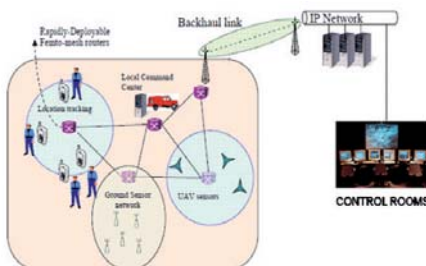 Rapidly-Deployable
Femto-mesh routers
Backhaul link
IP Network
Local Command
Center
Location tracking
Ground Sensor
network
UAV sensors
CONTROL ROOMS